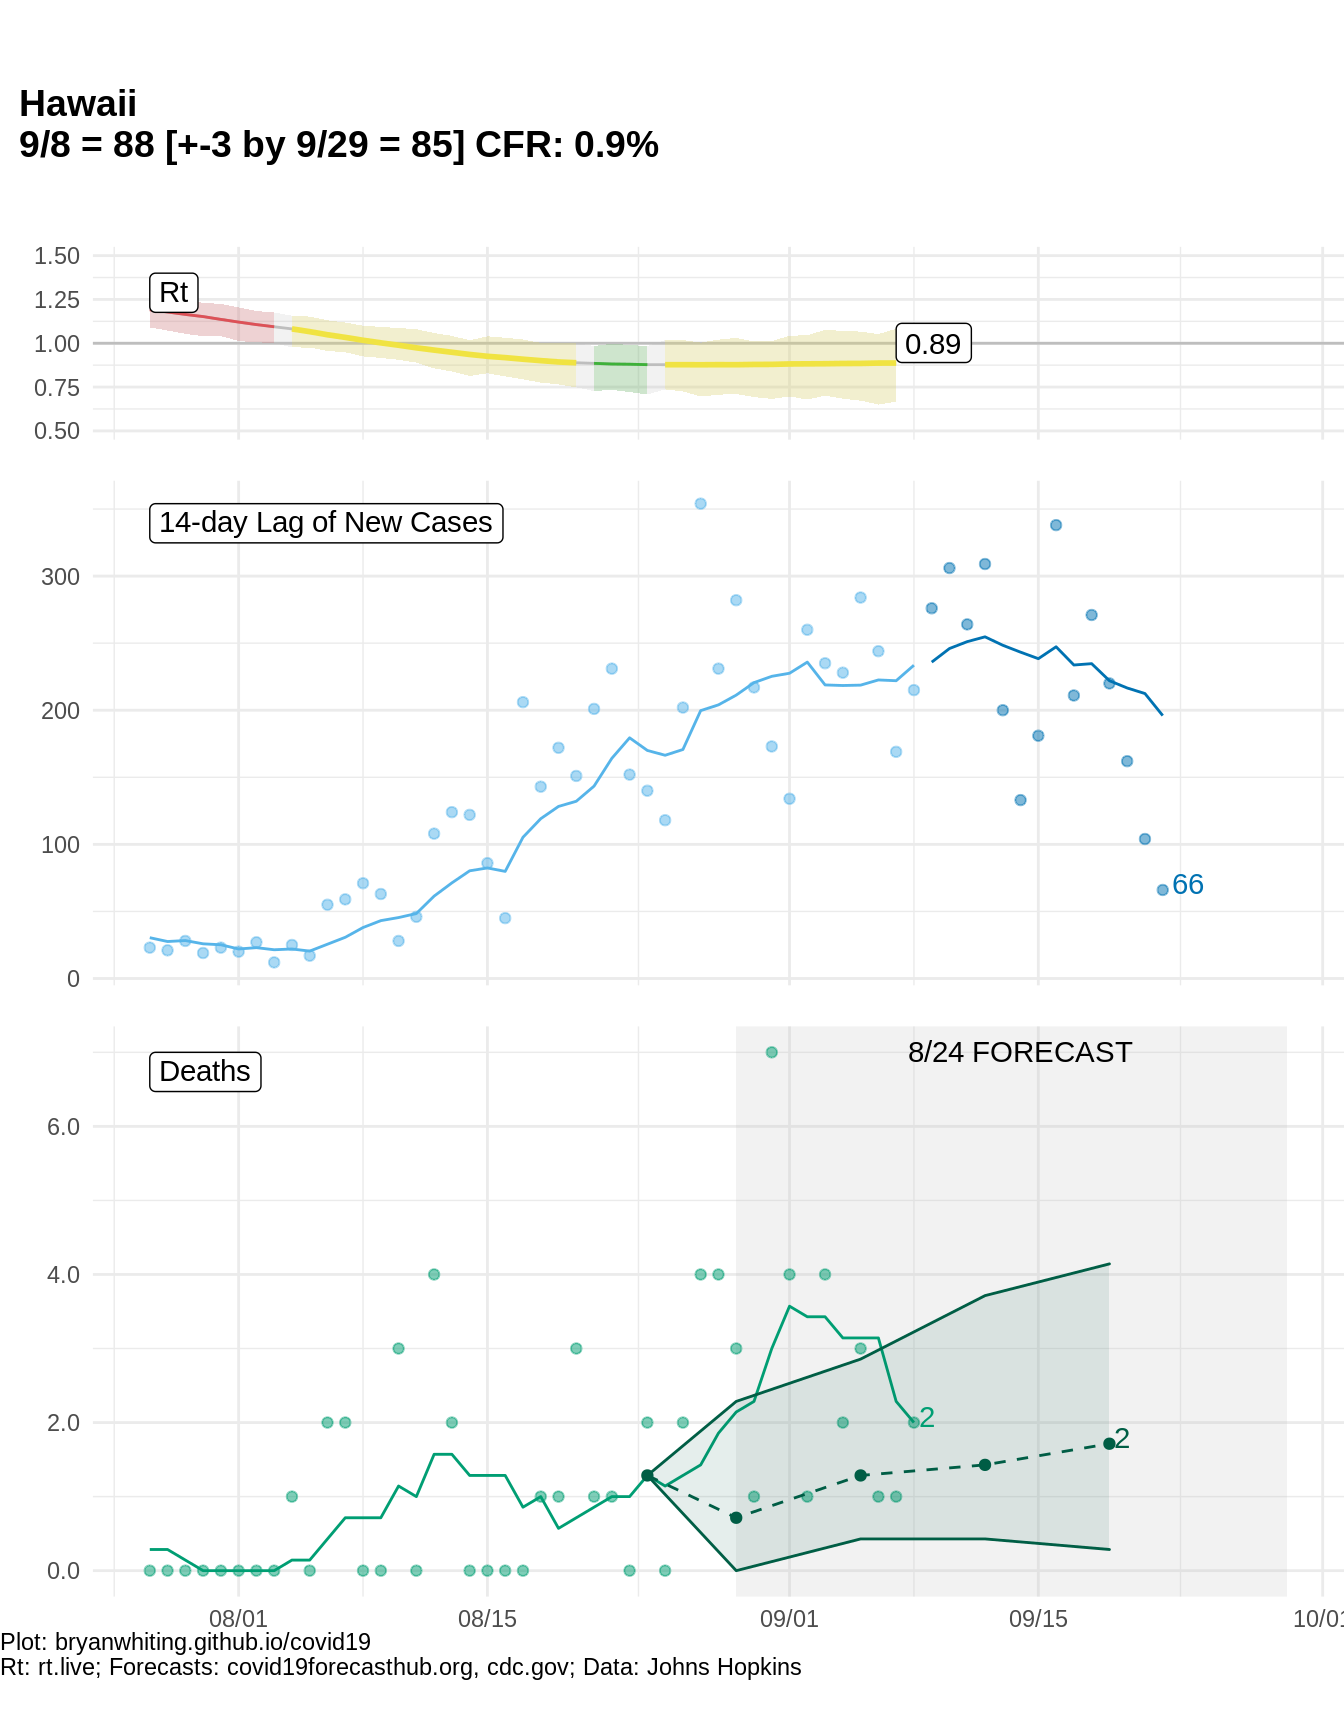 Hawaii
9/8 = 88 [+-3 by 9/29 = 85] CFR: 0.9%
1.50
1.25
1.00
0.75
0.50
Rt
0.89
14-day Lag of New Cases
300
200
100
0
66
Deaths
8/24 FORECAST
6.0
4.0
2.0
0.0
2
2
08/01
08/15
09/01
09/15
10/01
Plot: bryanwhiting.github.io/covid19
Rt: rt.live; Forecasts: covid19forecasthub.org, cdc.gov; Data: Johns Hopkins